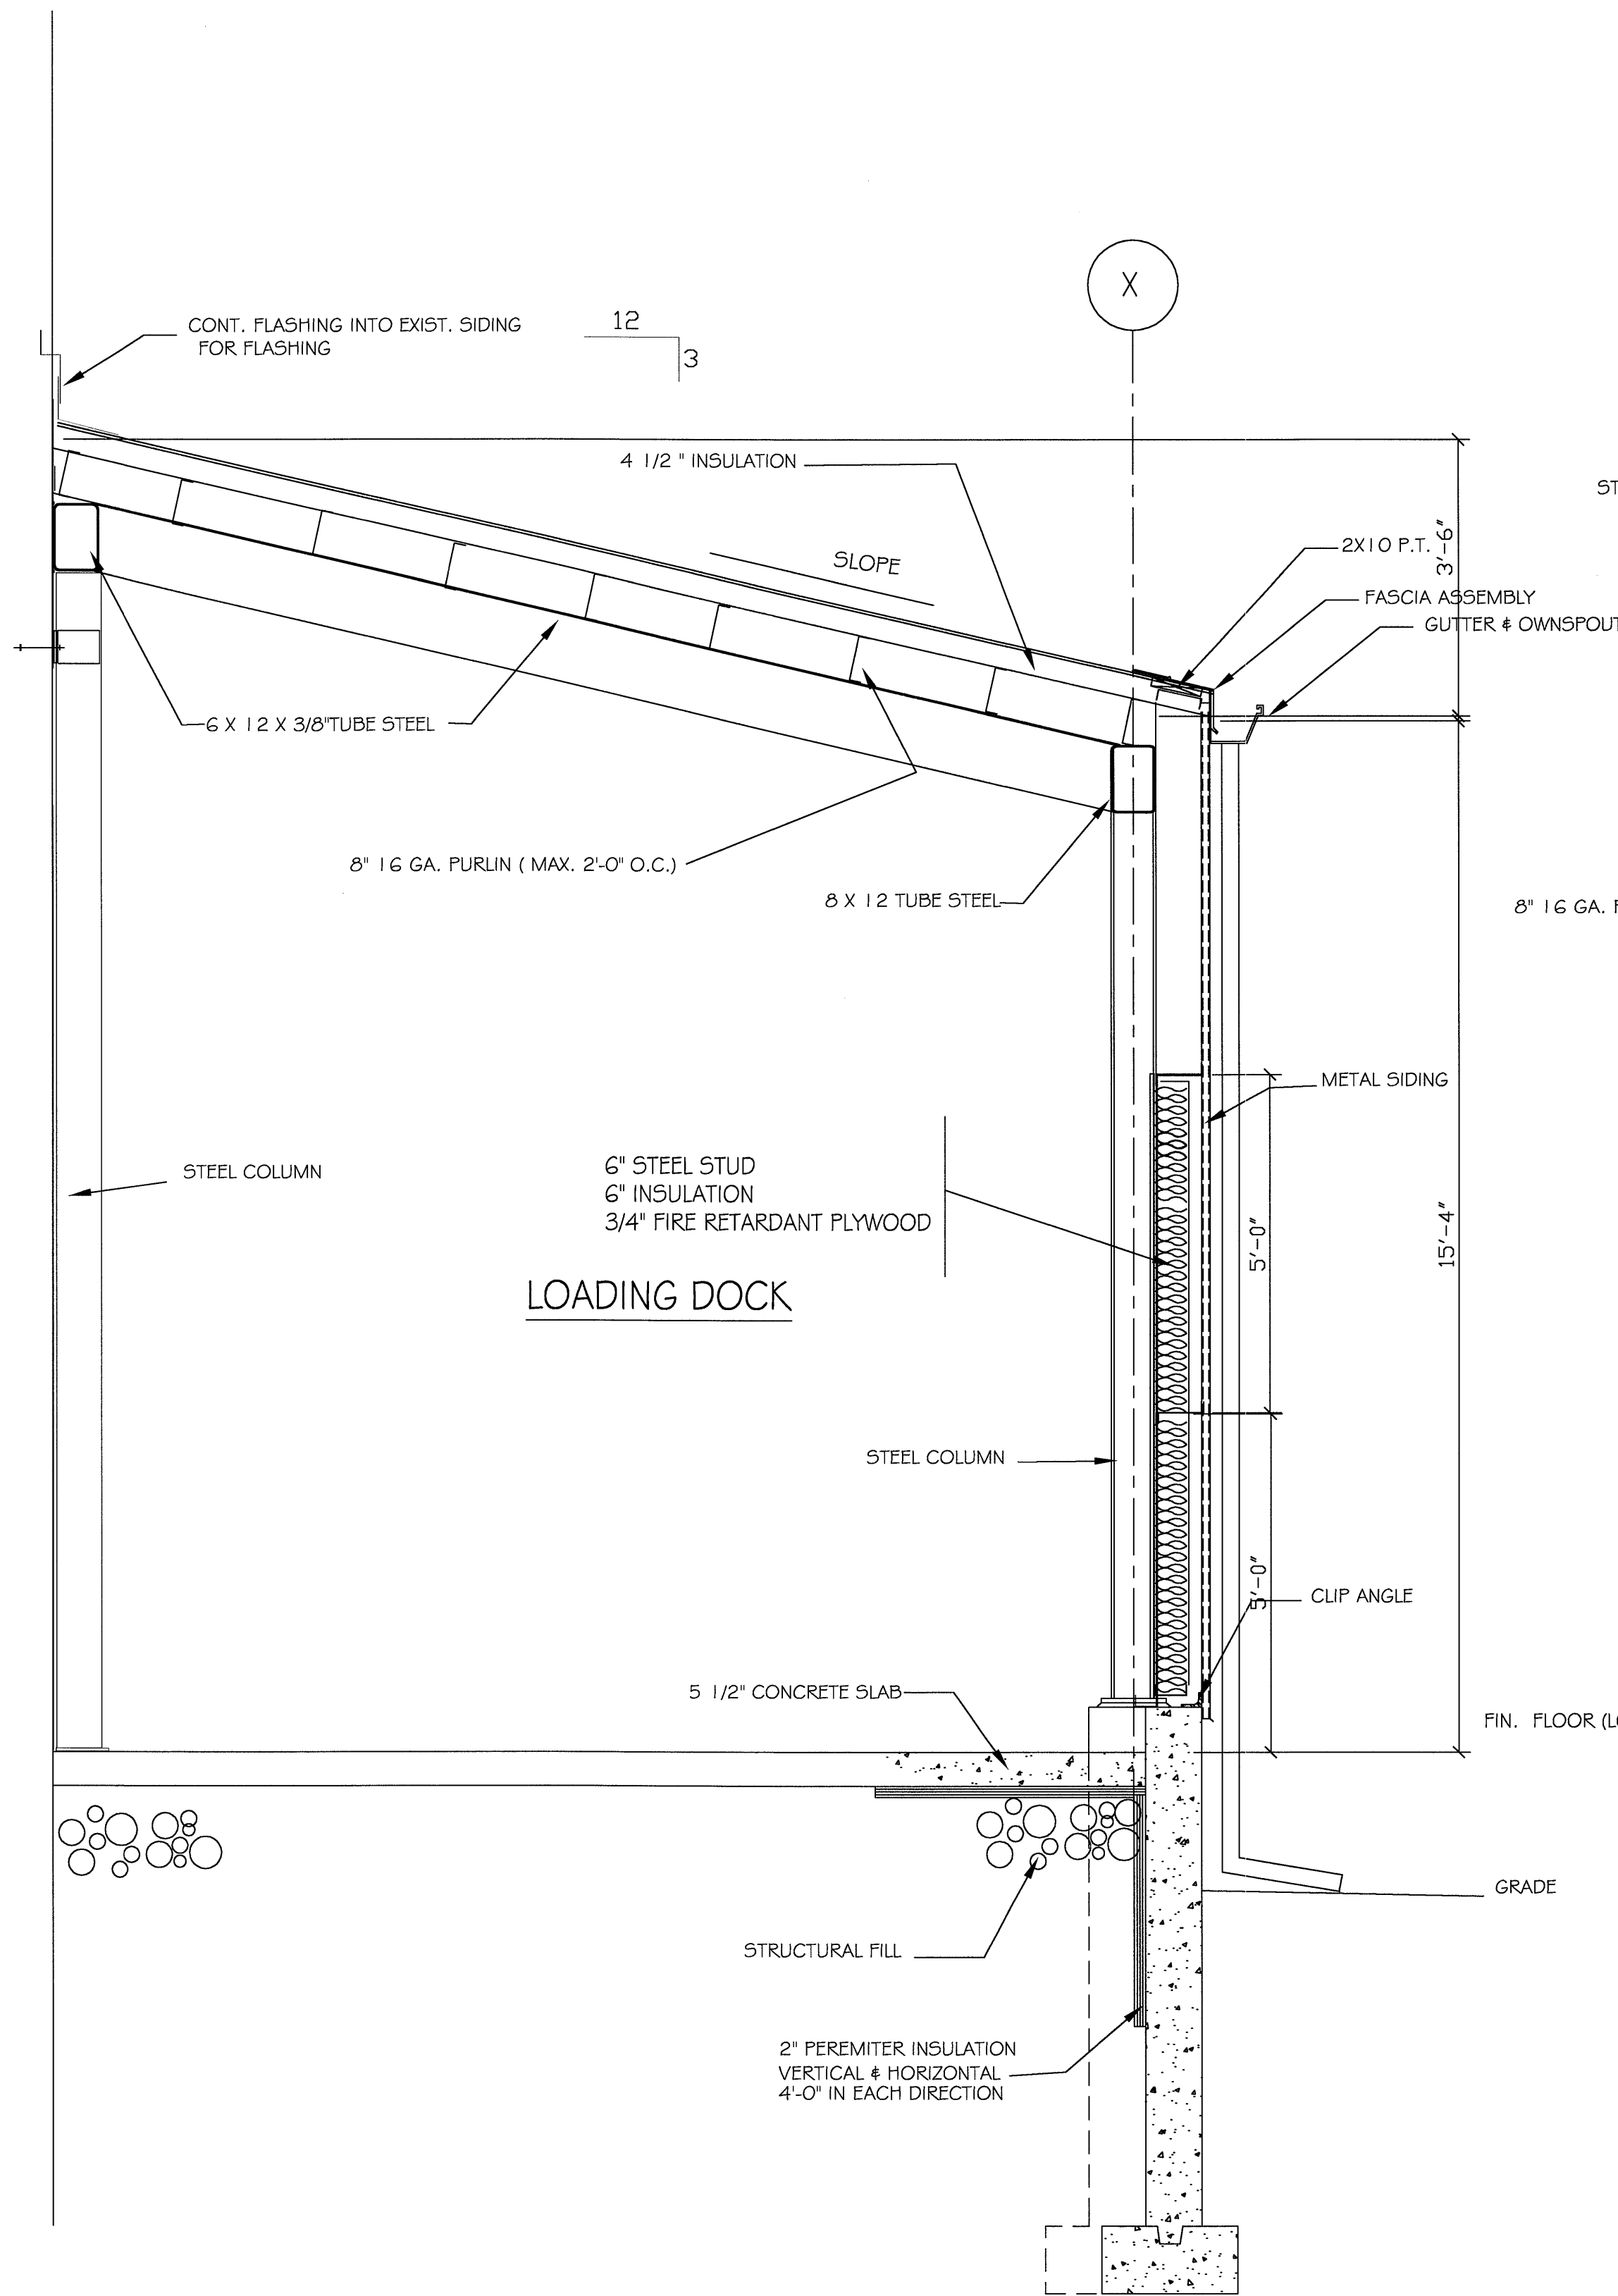 X
CONT. FLASHING INTO EXIST. SIDING
FOR FLASHING
12
3
4 1/2 " INSULATION
ST
SLOPE
2X10 P.T.
3'-6"
FASCIA ASSEMBLY
GUTTER & OWNSPOUT
6 X 12 X 3/8"TUBE STEEL
8" 16 GA. PURLIN ( MAX. 2'-0" O.C.)
8 X 12 TUBE STEEL
8" 16 GA.
METAL SIDING
STEEL COLUMN
6" STEEL STUD
6" INSULATION
3/4" FIRE RETARDANT PLYWOOD
5'-0"
15'-4"
LOADING DOCK
STEEL COLUMN
5'-0"
CLIP ANGLE
5 1/2" CONCRETE SLAB
FIN. FLOOR (LO
GRADE
STRUCTURAL FILL
2" PEREMITER INSULATION
VERTICAL & HORIZONTAL
4'-0" IN EACH DIRECTION